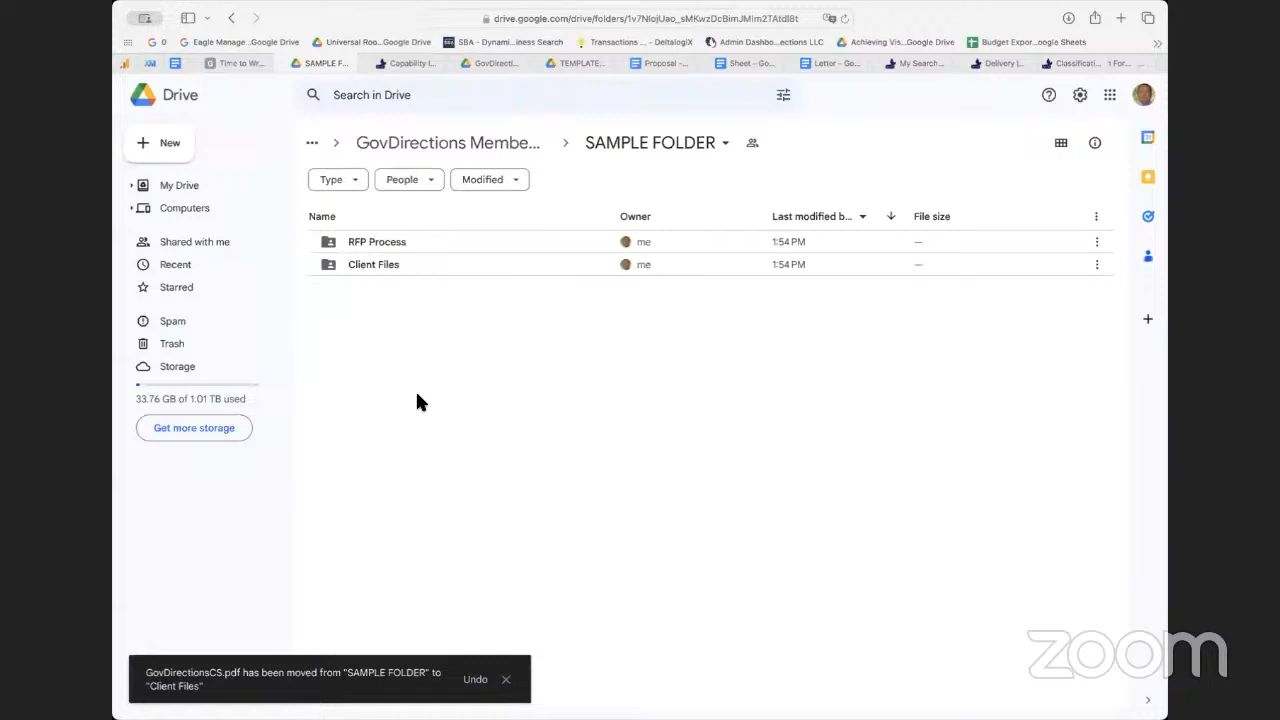 drive.google.com/drive/folders/1v7NIojUao_sMKwzDcBimJMlm2TAtdl8t
G 0
Eagle Manage...Google Drive
Universal Roo...Google Drive
SBA - Dynami...iness Search
Transactions ... - DeltalogiX
Admin Dashbo...ections LLC
Achieving Vis...Google Drive
Budget Expor...oogle Sheets
Time to Wr...
SAMPLE F...
Capability I...
GovDirecti...
TEMPLATE...
Proposal -...
Sheet – Go...
Letter – Go...
My Search...
Delivery |...
Classificati...
Drive
Search in Drive
New
GovDirections Membe...
SAMPLE FOLDER
My Drive
Type
People
Modified
Computers
Name
Owner
Last modified b...
File size
Shared with me
RFP Process
me
1:54 PM
—
Recent
Client Files
me
1:54 PM
—
Starred
Spam
Trash
Storage
33.76 GB of 1.01 TB used
Get more storage
GovDirectionsCS.pdf has been moved from "SAMPLE FOLDER" to
"Client Files"
Undo
zoom